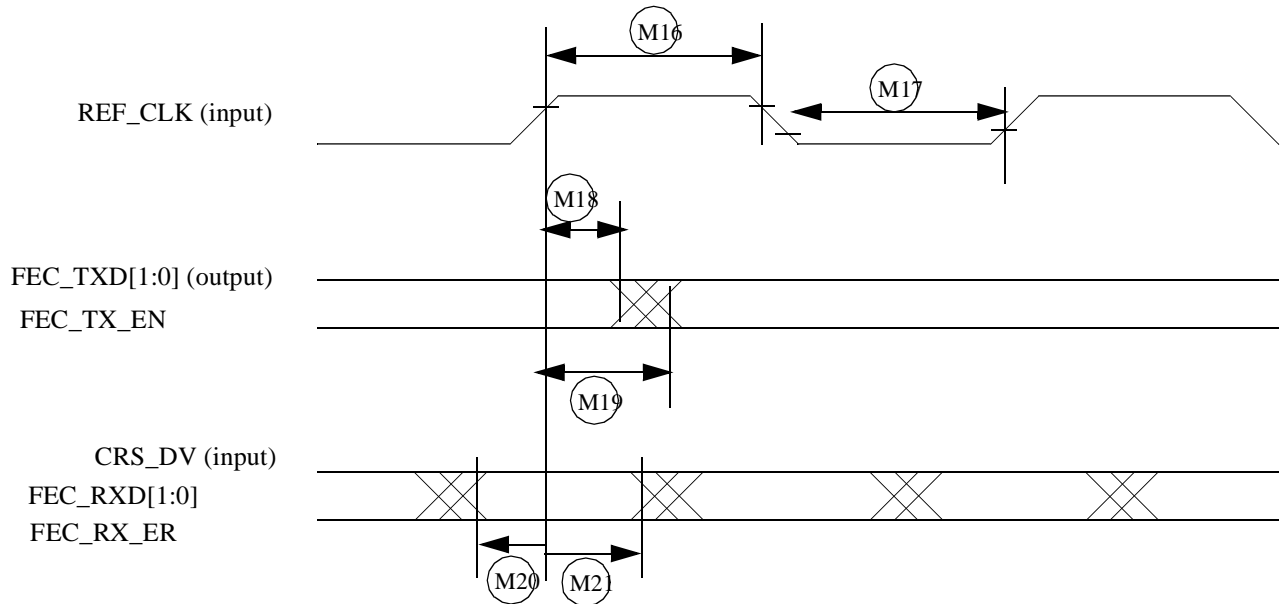 M16
M17
REF_CLK (input)
M18
FEC_TXD[1:0] (output)
FEC_TX_EN
M19
CRS_DV (input)
FEC_RXD[1:0]
FEC_RX_ER
M20
M21